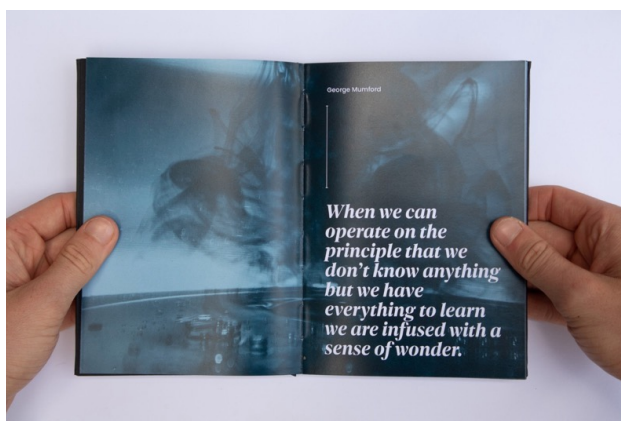 George Mumford
When we can
operate on the
principle that we
don’t know anything
but we have
everything to learn
we are infused with a
sense of wonder.